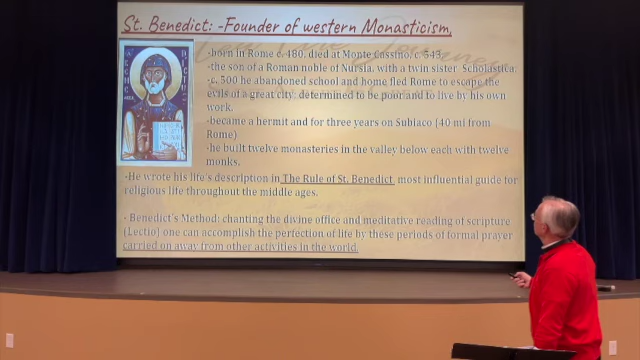 St. Benedict: -Founder of western Monasticism,
-born in Rome c. 480, died at Monte Cassino, c. 543.
-the son of a Roman noble of Nursia, with a twin sister Scholastica.
-c. 500 he abandoned school and home fled Rome to escape the
evils of a great city; determined to be poor and to live by his own
work.
-became a hermit and for three years on Subiaco (40 mi from
Rome)
-he built twelve monasteries in the valley below each with twelve
monks.
-He wrote his life's description in The Rule of St. Benedict, most influential guide for
religious life throughout the middle ages.
- Benedict's Method: chanting the divine office and meditative reading of scripture
(Lectio) one can accomplish the perfection of life by these periods of formal prayer
carried on away from other activities in the world.